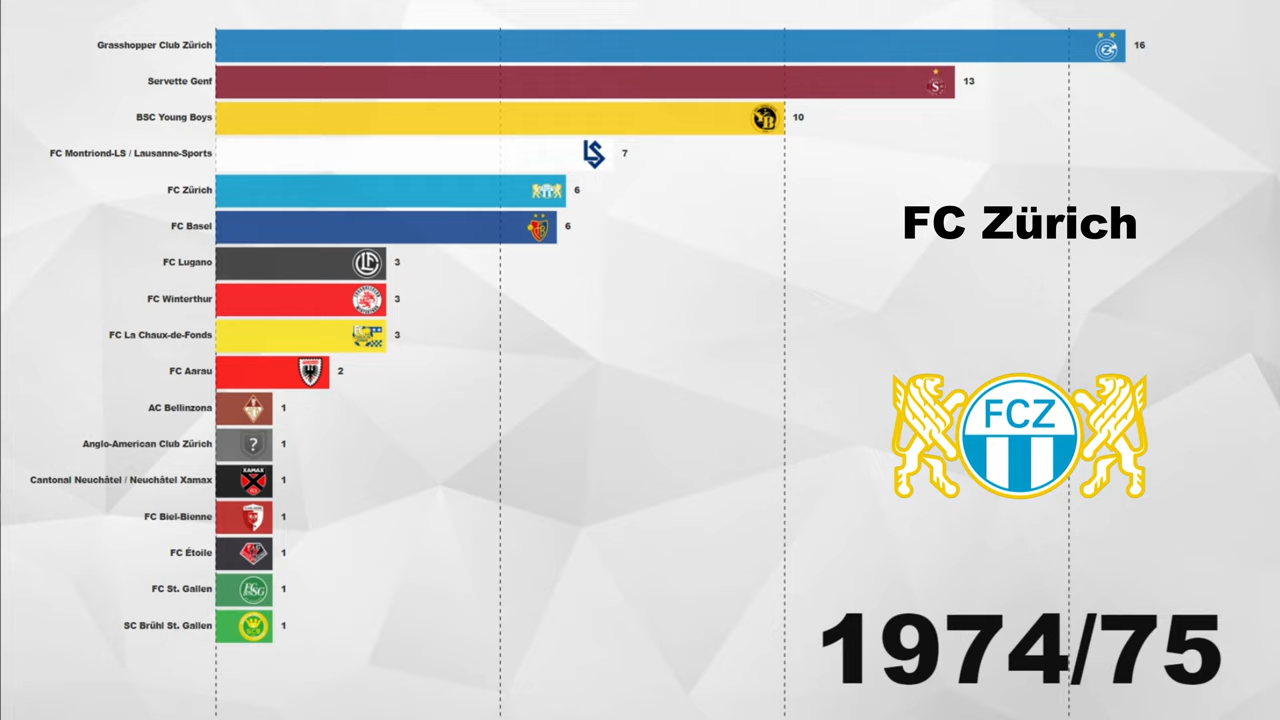 Grasshopper Club Zürich 16
Servette Genf 13
BSC Young Boys 10
FC Montriond-LS / Lausanne-Sports LS 7
FC Zürich 6
FC Basel 6
FC Lugano 3
FC Winterthur 3
FC La Chaux-de-Fonds 3
FC Aarau 2
AC Bellinzona 1
Anglo-American Club Zürich ? 1
Cantonal Neuchâtel / Neuchâtel Xamax XAMAX 1
FC Biel-Bienne 1
FC Étoile 1
FC St. Gallen 1
SC Brühl St. Gallen 1
FC Zürich
FCZ
1974/75